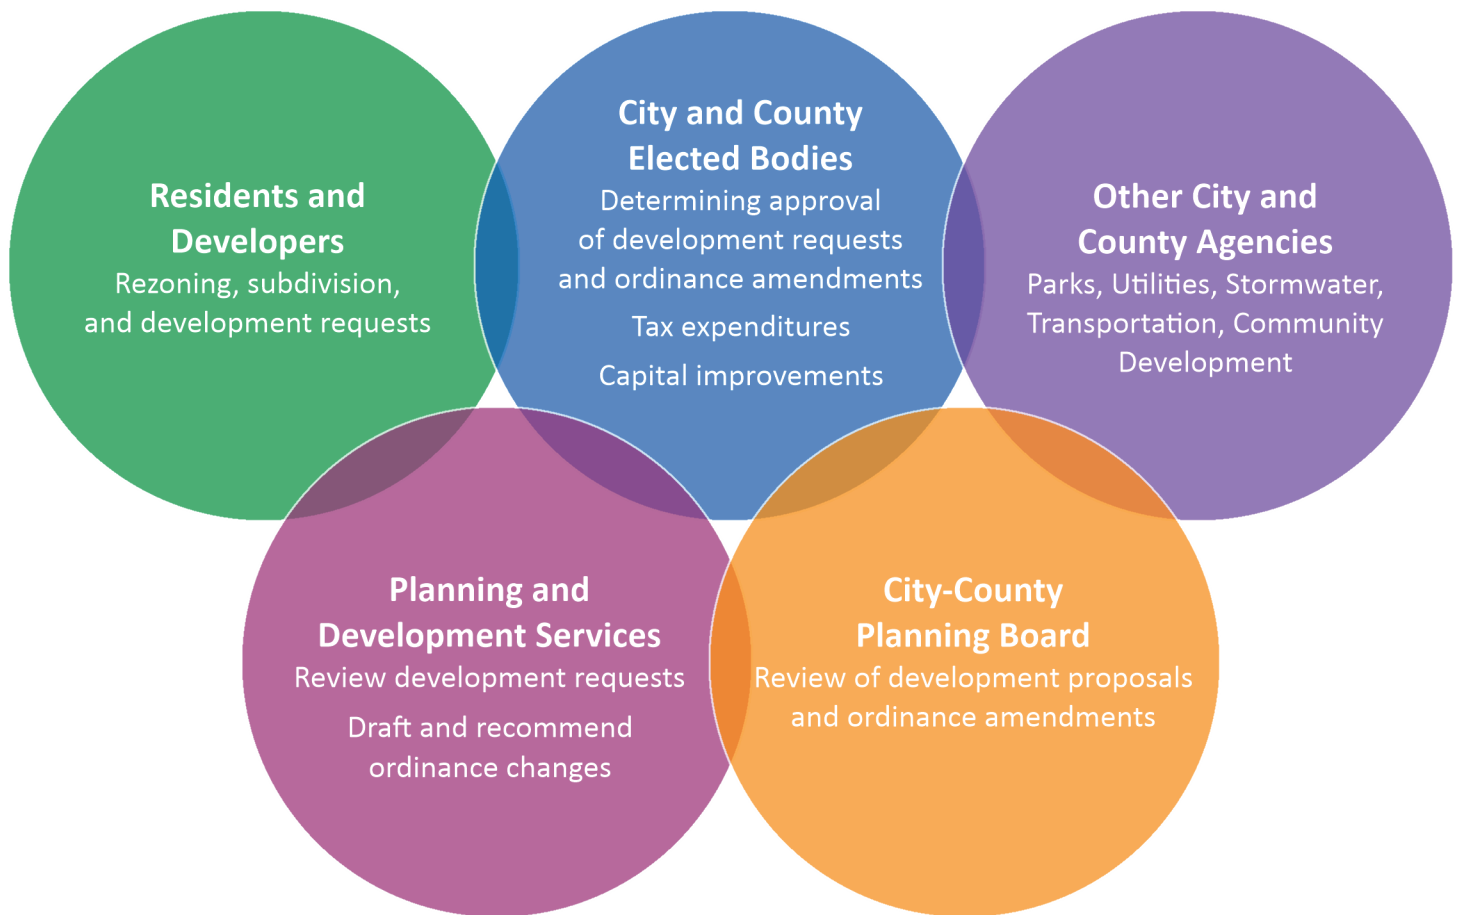 Residents and
Developers
Rezoning, subdivision,
and development requests
City and County
Elected Bodies
Determining approval
of development requests
and ordinance amendments
Tax expenditures
Capital improvements
Other City and
County Agencies
Parks, Utilities, Stormwater,
Transportation, Community
Development
Planning and
Development Services
Review development requests
Draft and recommend
ordinance changes
City-County
Planning Board
Review of development proposals
and ordinance amendments